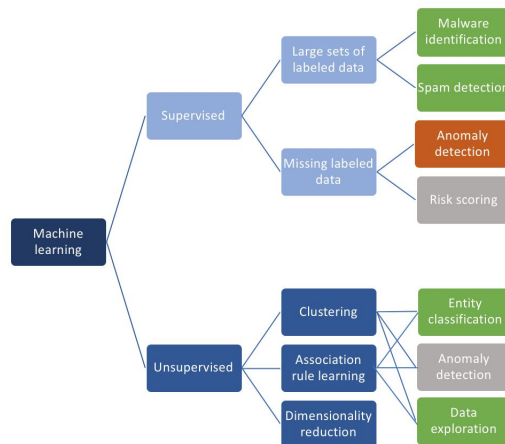 Malware
identification
Large sets of
labeled data
Spam detection
Supervised
Anomaly
detection
Missing labeled
data
Risk scoring
Machine
learning
Clustering
Entity
classification
Unsupervised
Association
rule learning
Anomaly
detection
Dimensionality
reduction
Data
exploration